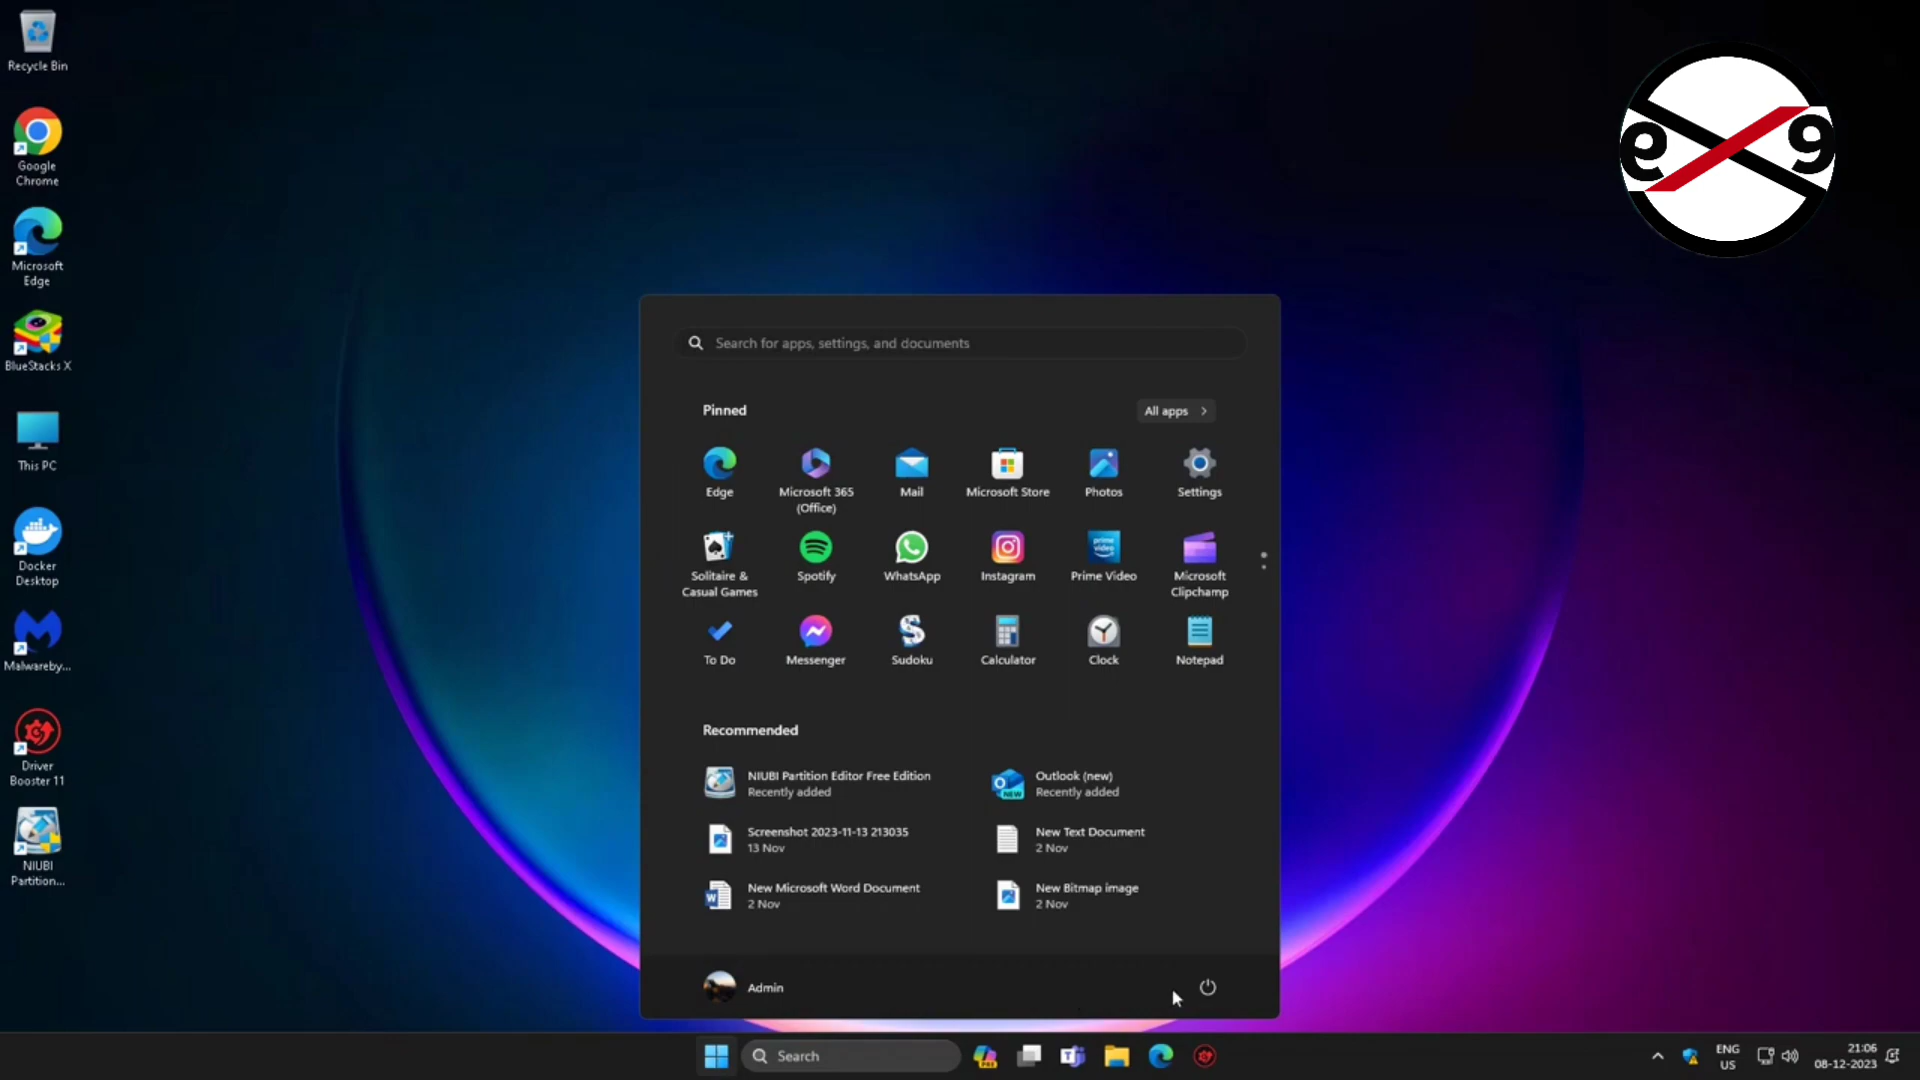 Recycle Bin
Google
Chrome
Microsoft
Edge
BlueStacks X
This PC
Docker
Desktop
Malwareby...
Driver
Booster 11
NIUBI
Partition...
e
9
Search for apps, settings, and documents
Pinned
All apps
Edge
Microsoft 365
(Office)
Mail
Microsoft Store
Photos
Settings
Solitaire &
Casual Games
Spotify
WhatsApp
Instagram
prime
video
Prime Video
Microsoft
Clipchamp
To Do
Messenger
Sudoku
Calculator
Clock
Notepad
Recommended
NIUBI Partition Editor Free Edition
Recently added
NEW
Outlook (new)
Recently added
Screenshot 2023-11-13 213035
13 Nov
New Text Document
2 Nov
New Microsoft Word Document
2 Nov
New Bitmap image
2 Nov
Admin
Search
PRE
ENG
US
21:06
08-12-2023